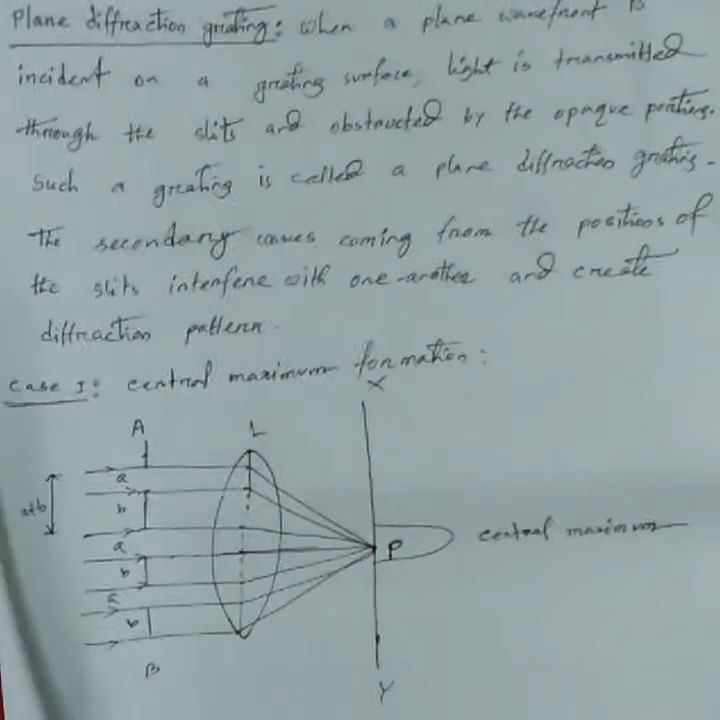 Plane diffraction grating: when a plane wavefront is
incident on a grating surface, light is transmitted
through the slits and obstructed by the opaque portings.
Such a greating is called a plane diffraction grating.
The secondary waves coming from the positions of
the slits interfere with one another and create
diffraction pattern.
Case I: central maximum formation:
X
A
L
a
b
a+b
a
b
a
b
P
central maximum
B
Y